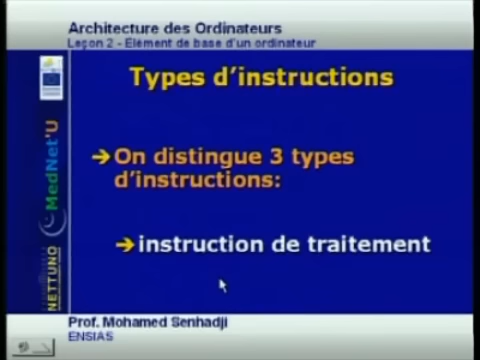 Architecture des Ordinateurs
Leçon 2 - Élément de base d'un ordinateur
Types d'instructions
On distingue 3 types
d'instructions:
instruction de traitement
MedNet'U
NETTUNO
Prof. Mohamed Senhadji
ENSIAS